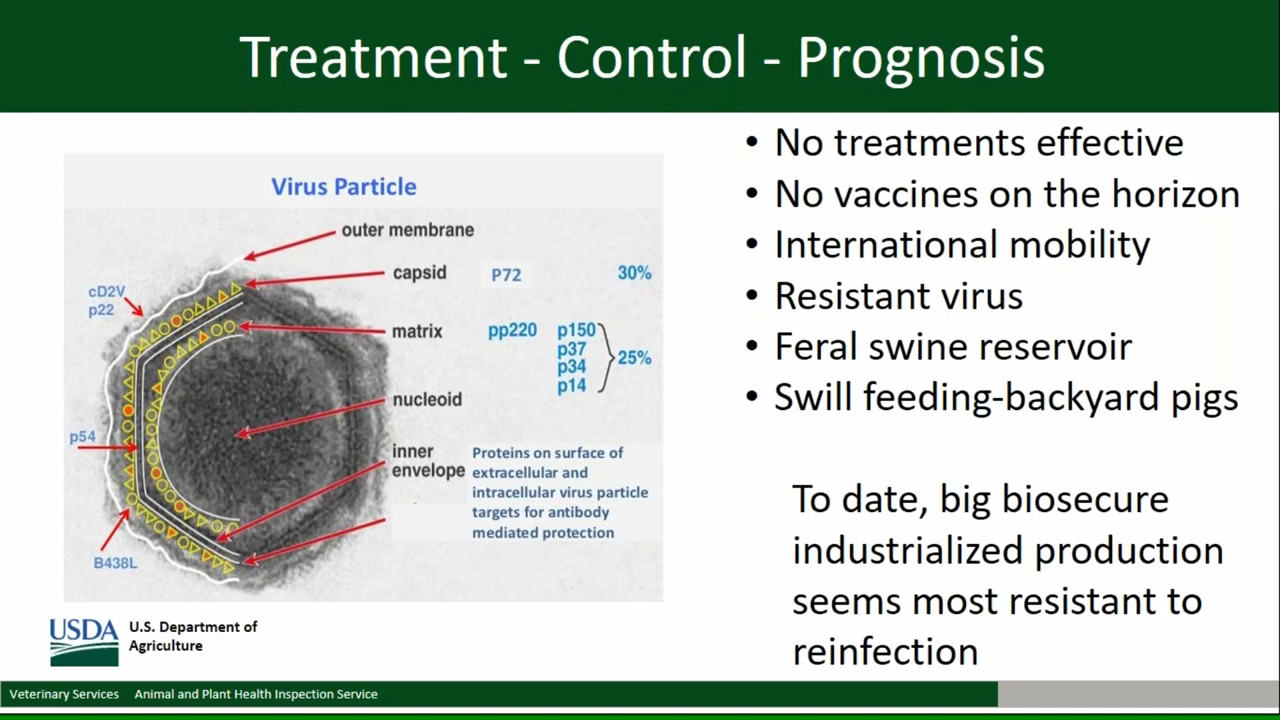 Treatment - Control - Prognosis
Virus Particle
outer membrane
capsid P72 30%
cD2V
p22
matrix pp220 p150
p37
p34
p14
25%
nucleoid
p54
inner
envelope
Proteins on surface of
extracellular and
intracellular virus particle
targets for antibody
mediated protection
B438L
• No treatments effective
• No vaccines on the horizon
• International mobility
• Resistant virus
• Feral swine reservoir
• Swill feeding-backyard pigs
To date, big biosecure
industrialized production
seems most resistant to
reinfection
USDA
U.S. Department of
Agriculture
Veterinary Services Animal and Plant Health Inspection Service